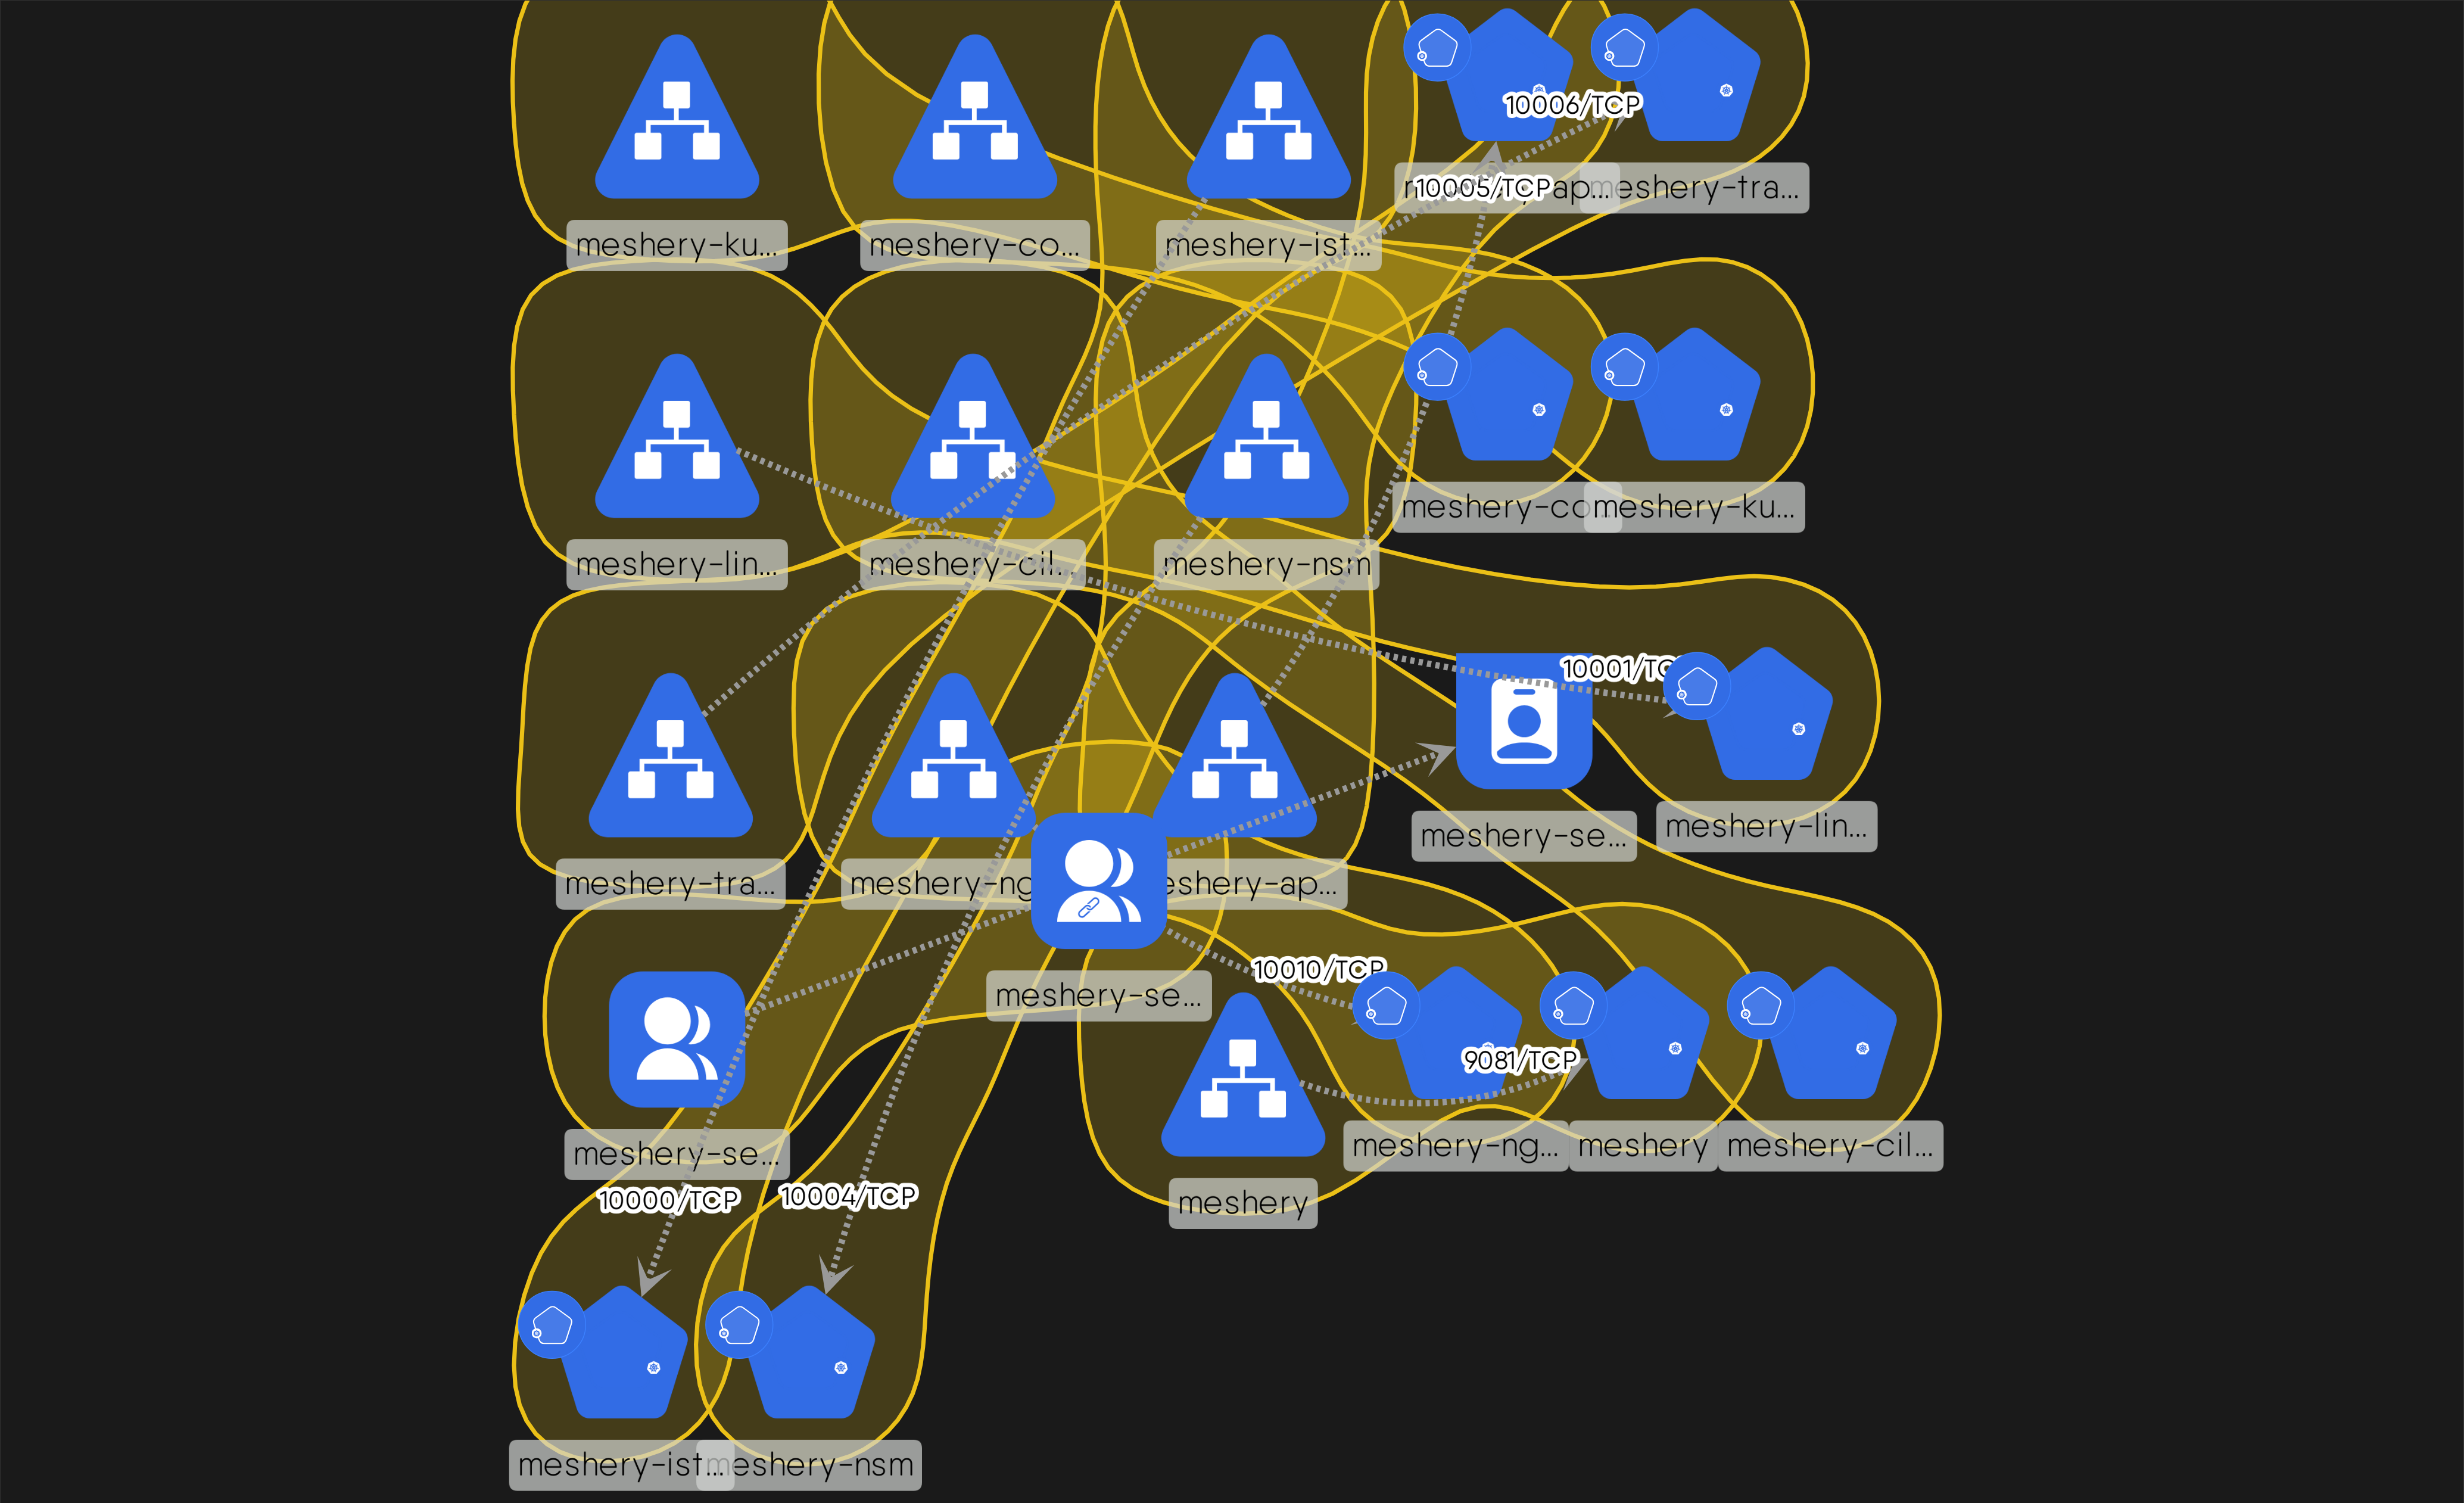 10006/TCP
10005/TCP
ap...
meshery-tra...
meshery-ku...
meshery-co...
meshery-ist...
meshery-co
meshery-ku...
meshery-lin...
meshery-cil...
meshery-nsm
10001/TC
meshery-se...
meshery-lin...
meshery-tra...
meshery-ng
eshery-ap...
10010/TCP
meshery-se...
9081/TCP
meshery-ng...
meshery
meshery-cil...
meshery-se...
meshery
10000/TCP
10004/TCP
meshery-ist...
eshery-nsm